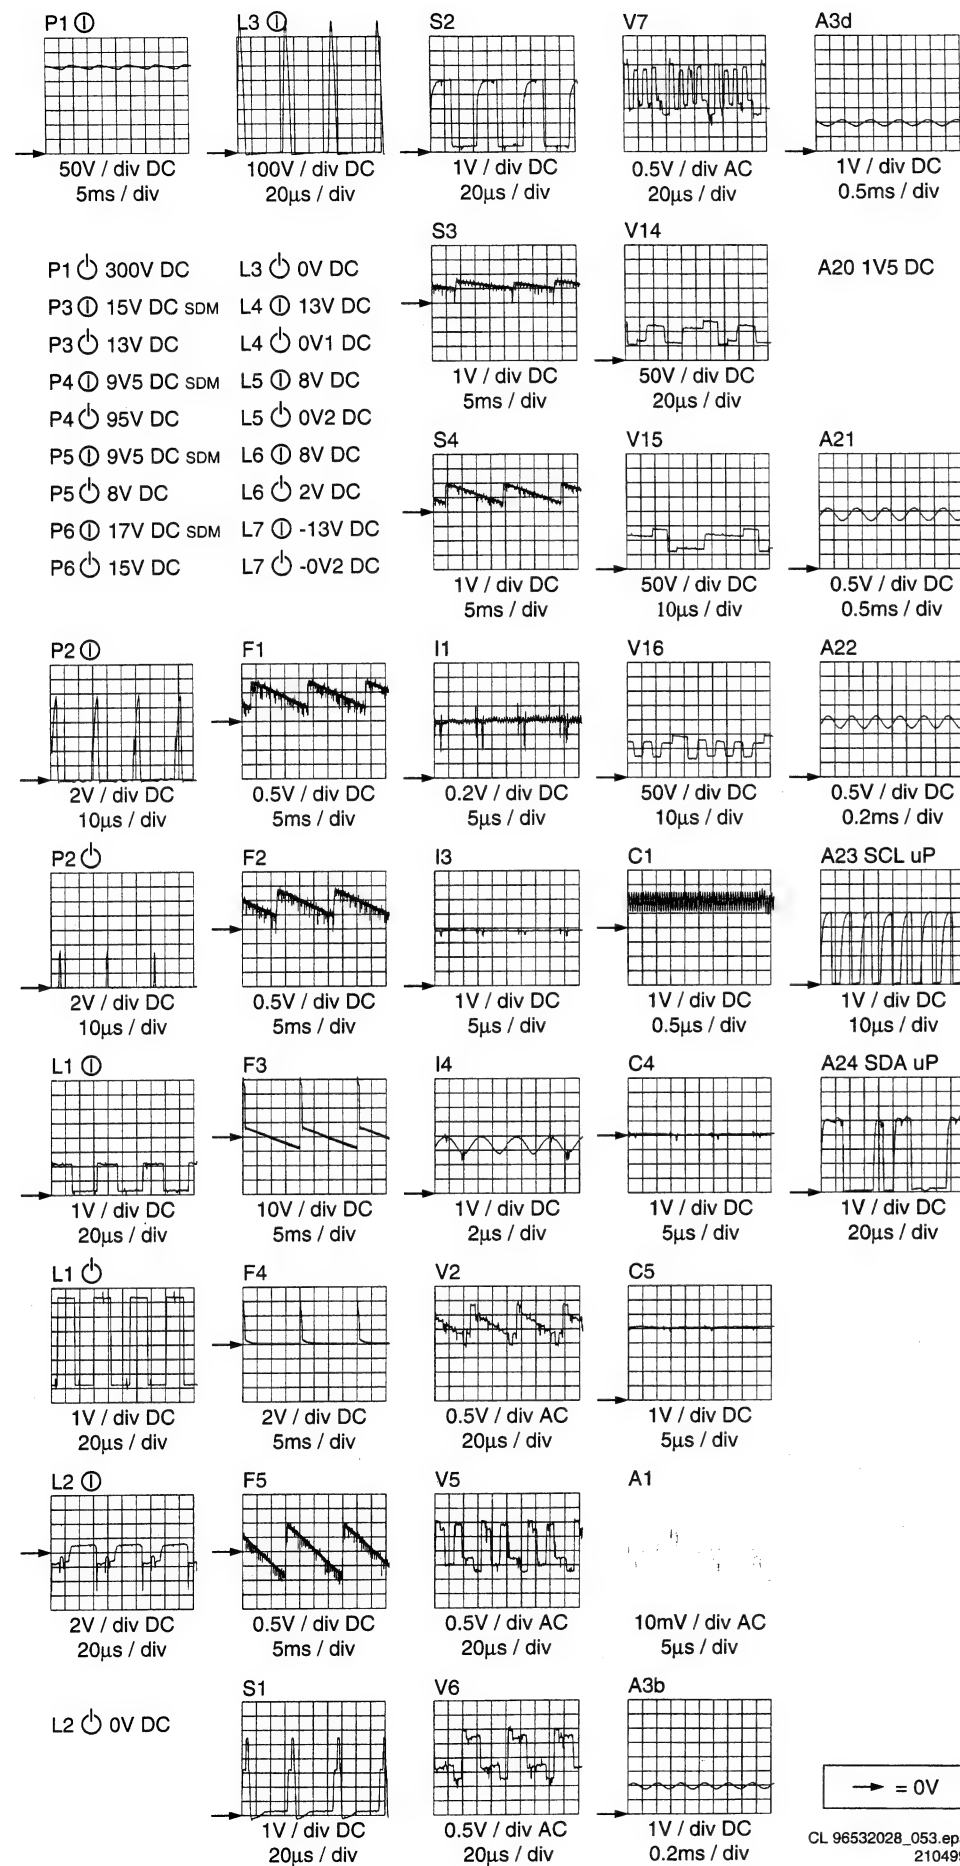 P1 ⏼
50V / div DC
5ms / div
L3 ⏼
100V / div DC
20µs / div
S2
1V / div DC
20µs / div
V7
0.5V / div AC
20µs / div
A3d
1V / div DC
0.5ms / div
P1 ⏻ 300V DC
P3 ⏼ 15V DC SDM
P3 ⏻ 13V DC
P4 ⏼ 9V5 DC SDM
P4 ⏻ 95V DC
P5 ⏼ 9V5 DC SDM
P5 ⏻ 8V DC
P6 ⏼ 17V DC SDM
P6 ⏻ 15V DC
L3 ⏻ 0V DC
L4 ⏼ 13V DC
L4 ⏻ 0V1 DC
L5 ⏼ 8V DC
L5 ⏻ 0V2 DC
L6 ⏼ 8V DC
L6 ⏻ 2V DC
L7 ⏼ -13V DC
L7 ⏻ -0V2 DC
S3
1V / div DC
5ms / div
V14
50V / div DC
20µs / div
A20 1V5 DC
S4
1V / div DC
5ms / div
V15
50V / div DC
10µs / div
A21
0.5V / div DC
0.5ms / div
P2 ⏼
2V / div DC
10µs / div
F1
0.5V / div DC
5ms / div
I1
0.2V / div DC
5µs / div
V16
50V / div DC
10µs / div
A22
0.5V / div DC
0.2ms / div
P2 ⏻
2V / div DC
10µs / div
F2
0.5V / div DC
5ms / div
I3
1V / div DC
5µs / div
C1
1V / div DC
0.5µs / div
A23 SCL uP
1V / div DC
10µs / div
L1 ⏼
1V / div DC
20µs / div
F3
10V / div DC
5ms / div
I4
1V / div DC
2µs / div
C4
1V / div DC
5µs / div
A24 SDA uP
1V / div DC
20µs / div
L1 ⏻
1V / div DC
20µs / div
F4
2V / div DC
5ms / div
V2
0.5V / div AC
20µs / div
C5
1V / div DC
5µs / div
L2 ⏼
2V / div DC
20µs / div
F5
0.5V / div DC
5ms / div
V5
0.5V / div AC
20µs / div
A1
10mV / div AC
5µs / div
L2 ⏻ 0V DC
S1
1V / div DC
20µs / div
V6
0.5V / div AC
20µs / div
A3b
1V / div DC
0.2ms / div
→ = 0V
CL 96532028_053.ep
210499